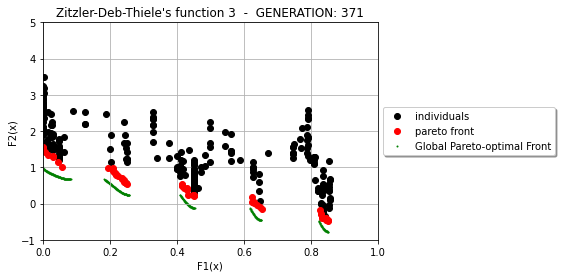 Zitzler-Deb-Thiele's function 3 - GENERATION: 371
5
4
3
2
1
0
−1
F2(x)
0.0 0.2 0.4 0.6 0.8 1.0
F1(x)
individuals
pareto front
Global Pareto-optimal Front